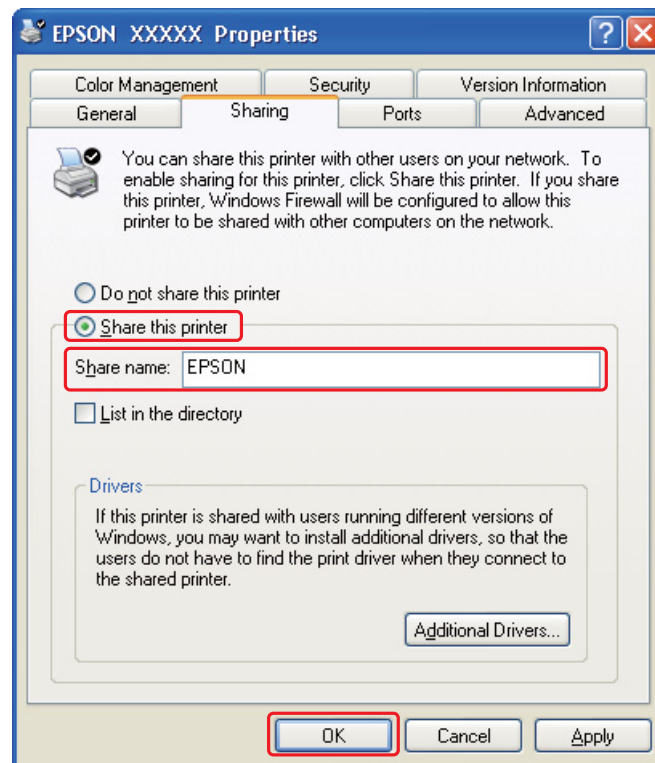 EPSON XXXXX Properties
Color Management Security Version Information
General Sharing Ports Advanced
You can share this printer with other users on your network. To
enable sharing for this printer, click Share this printer. If you share
this printer, Windows Firewall will be configured to allow this
printer to be shared with other computers on the network.
Do not share this printer
Share this printer
Share name: EPSON
List in the directory
Drivers
If this printer is shared with users running different versions of
Windows, you may want to install additional drivers, so that the
users do not have to find the print driver when they connect to
the shared printer.
Additional Drivers...
OK Cancel Apply